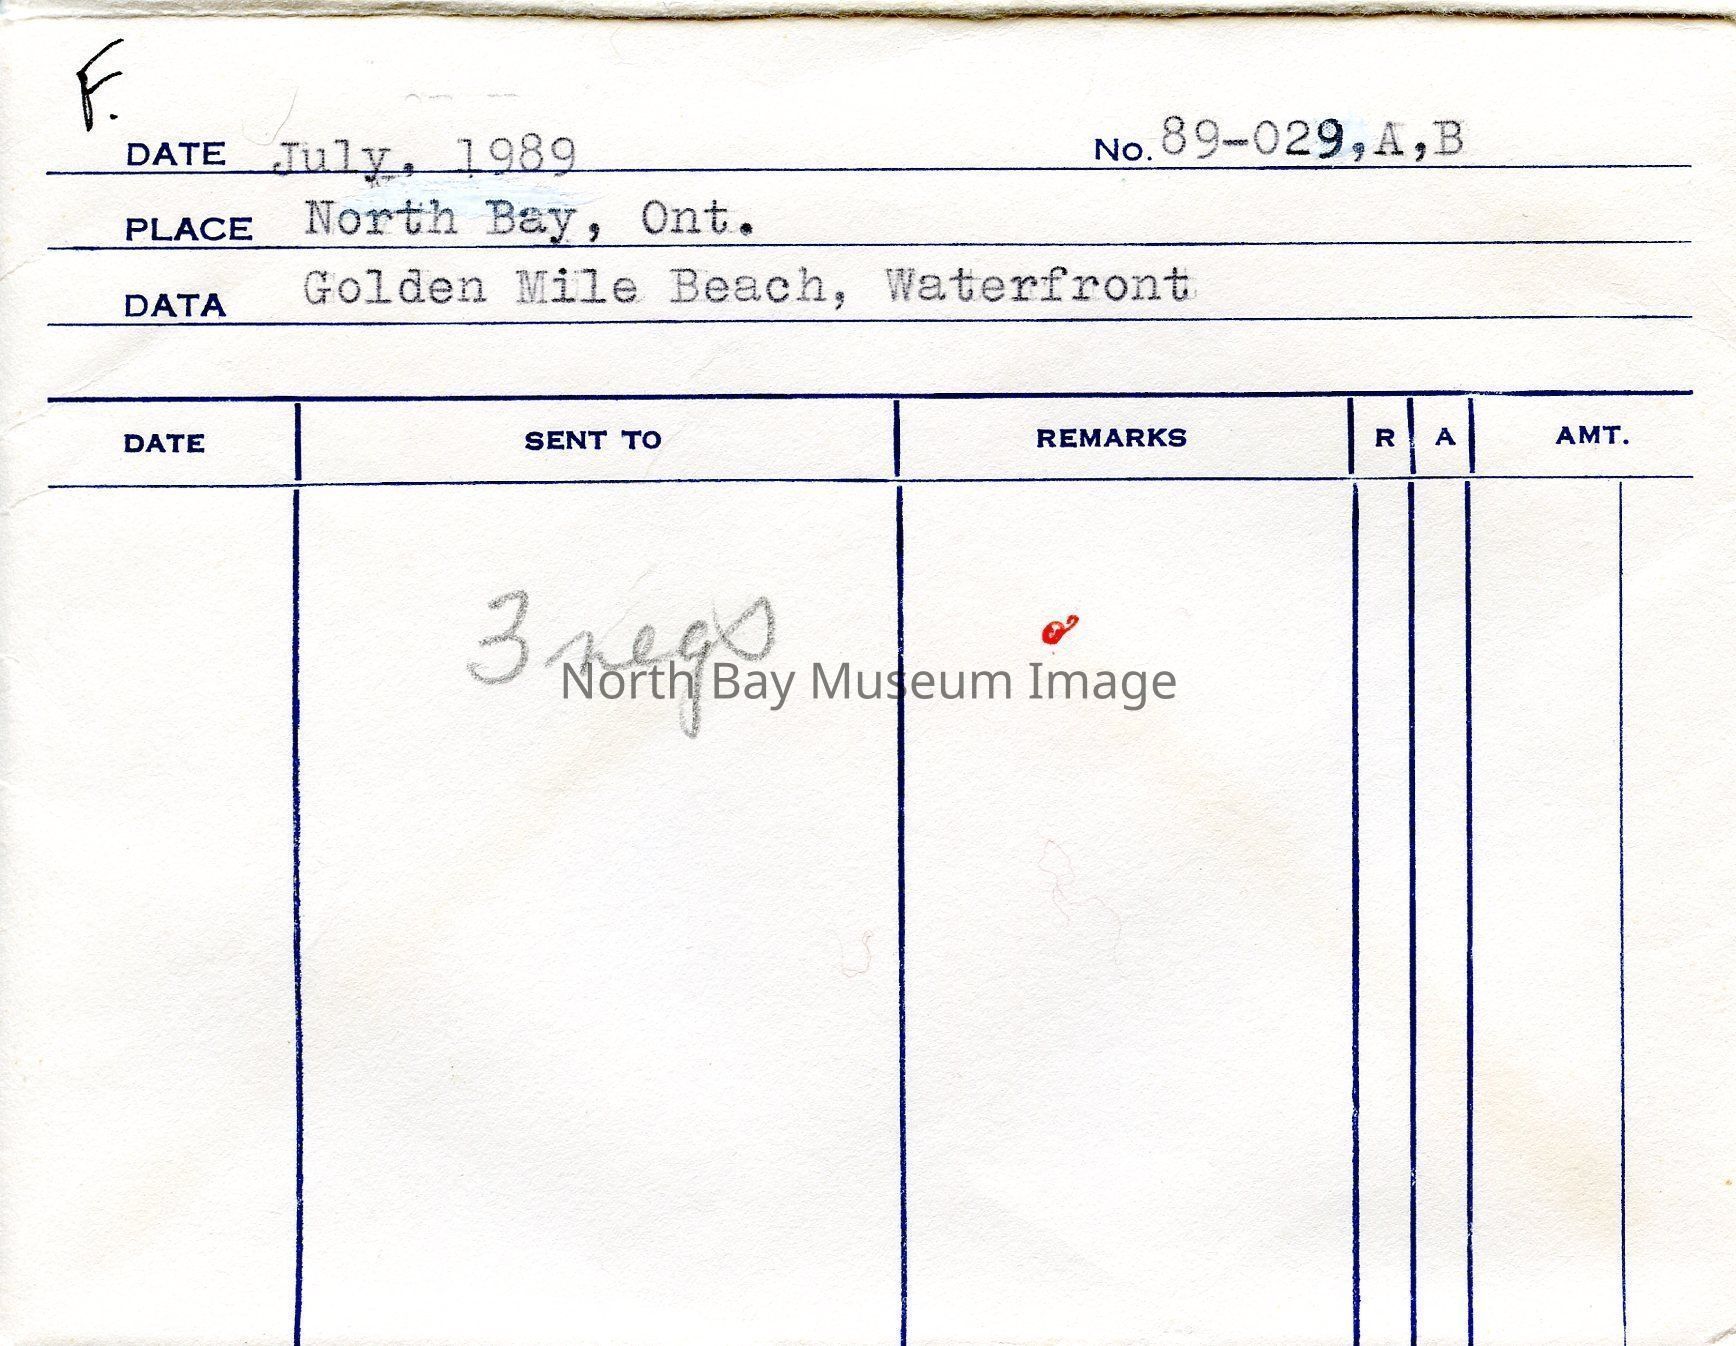 F.
DATE July, 1989 No. 89-029,A,B
PLACE North Bay, Ont.
DATA Golden Mile Beach, Waterfront
DATE SENT TO REMARKS R A AMT.
3 negs
North Bay Museum Image